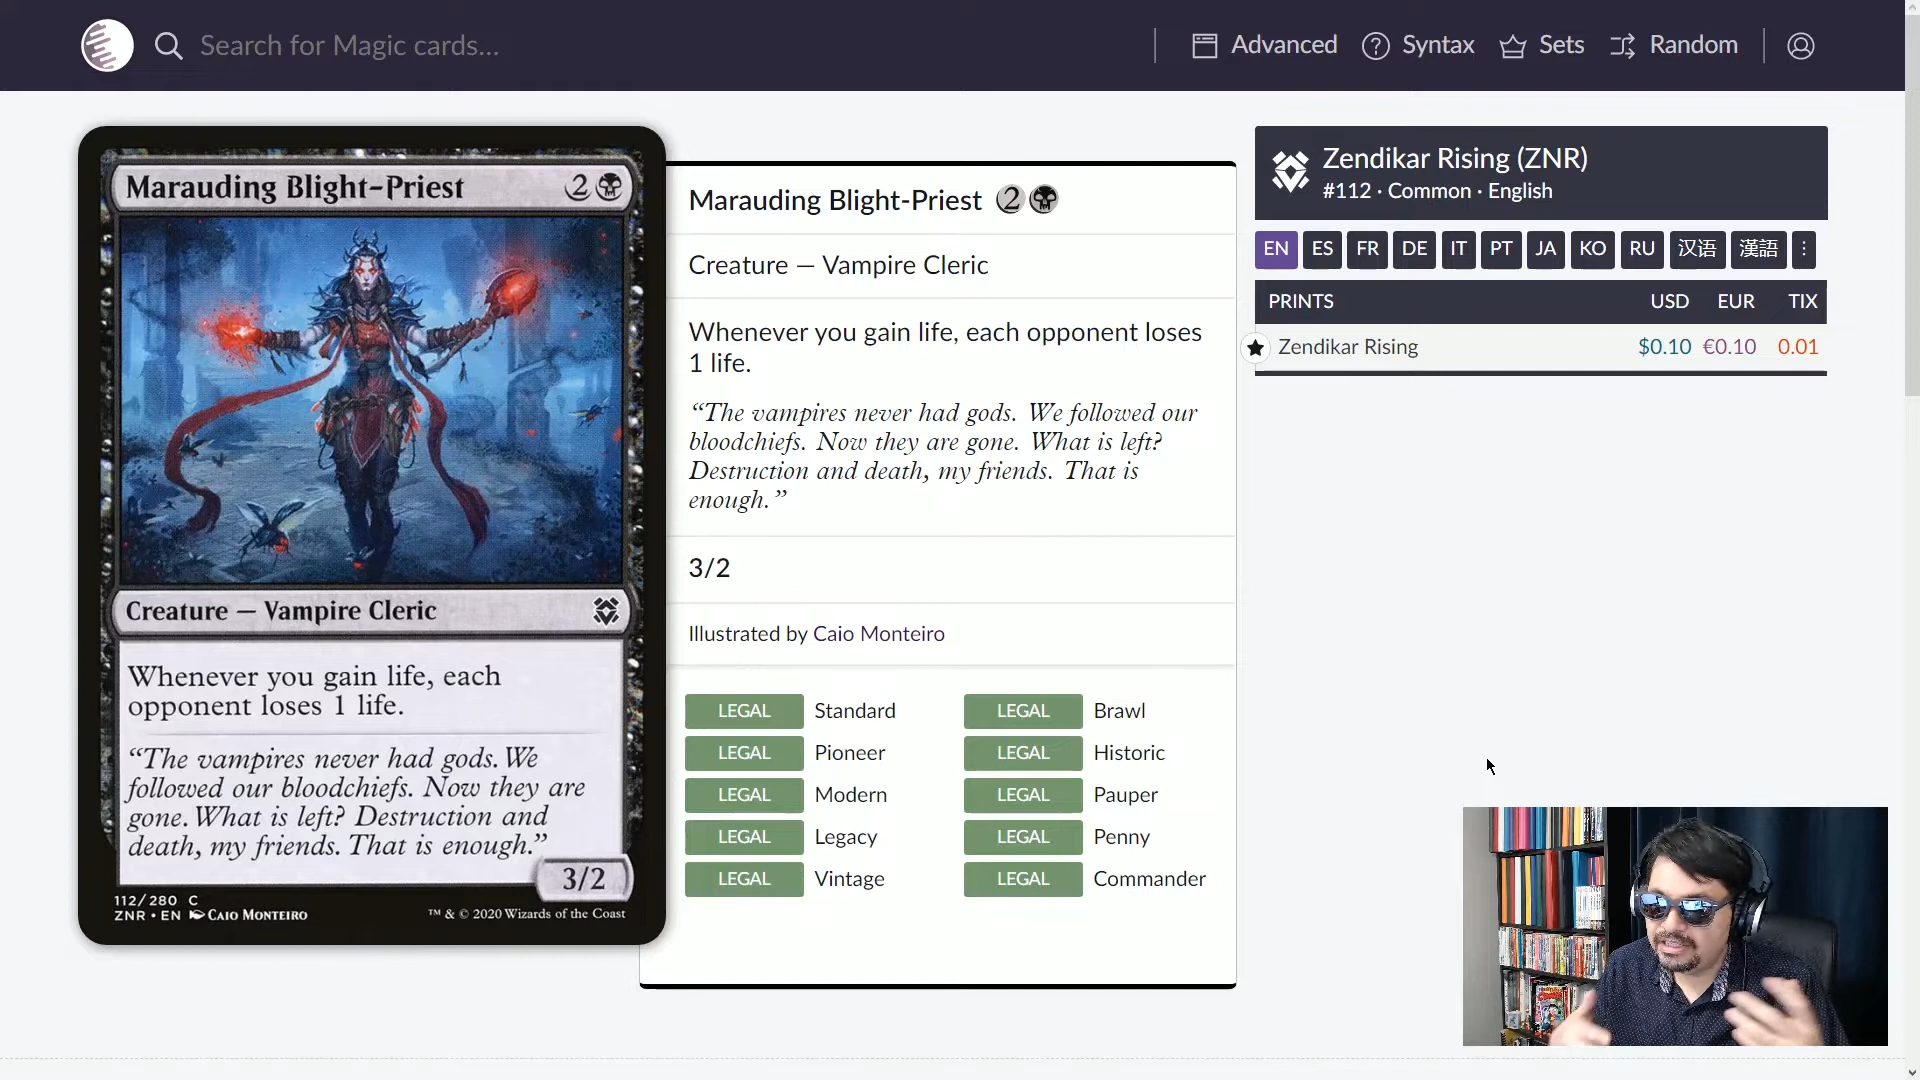 Search for Magic cards...
Advanced
Syntax
Sets
Random
Marauding Blight-Priest 2
Creature — Vampire Cleric
Whenever you gain life, each
opponent loses 1 life.
“The vampires never had gods. We
followed our bloodchiefs. Now they are
gone. What is left? Destruction and
death, my friends. That is enough.”
3/2
112/280 C
ZNR • EN CAIO MONTEIRO
™ & © 2020 Wizards of the Coast
Marauding Blight-Priest 2
Creature — Vampire Cleric
Whenever you gain life, each opponent loses
1 life.
“The vampires never had gods. We followed our
bloodchiefs. Now they are gone. What is left?
Destruction and death, my friends. That is
enough.”
3/2
Illustrated by Caio Monteiro
LEGAL Standard LEGAL Brawl
LEGAL Pioneer LEGAL Historic
LEGAL Modern LEGAL Pauper
LEGAL Legacy LEGAL Penny
LEGAL Vintage LEGAL Commander
Zendikar Rising (ZNR)
#112 · Common · English
EN ES FR DE IT PT JA KO RU 汉语 漢語
PRINTS USD EUR TIX
Zendikar Rising $0.10 €0.10 0.01